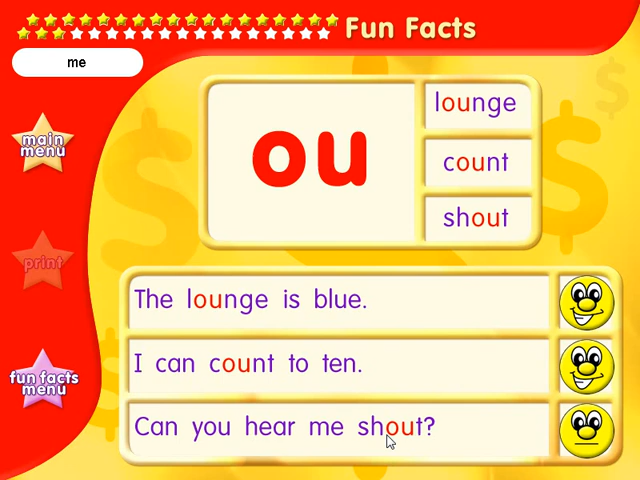 Fun Facts
me
main
menu
print
fun facts
menu
ou
lounge
count
shout
The lounge is blue.
I can count to ten.
Can you hear me shout?